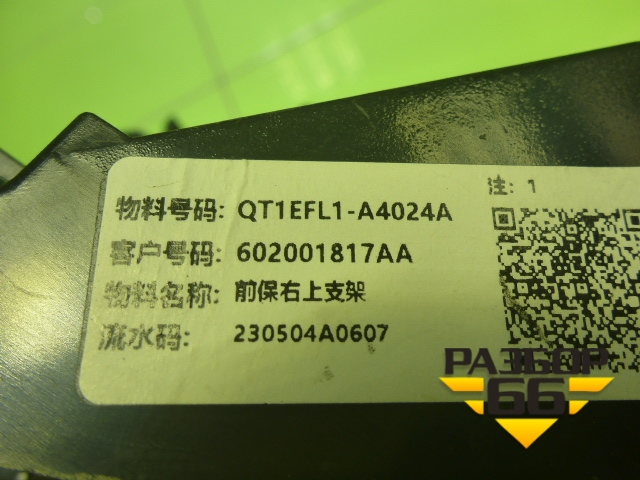 注: 1
物料号码: QT1EFL1-A4024A
客户号码: 602001817AA
物料名称: 前保右上支架
流水码: 230504A0607
РАЗБОР
66